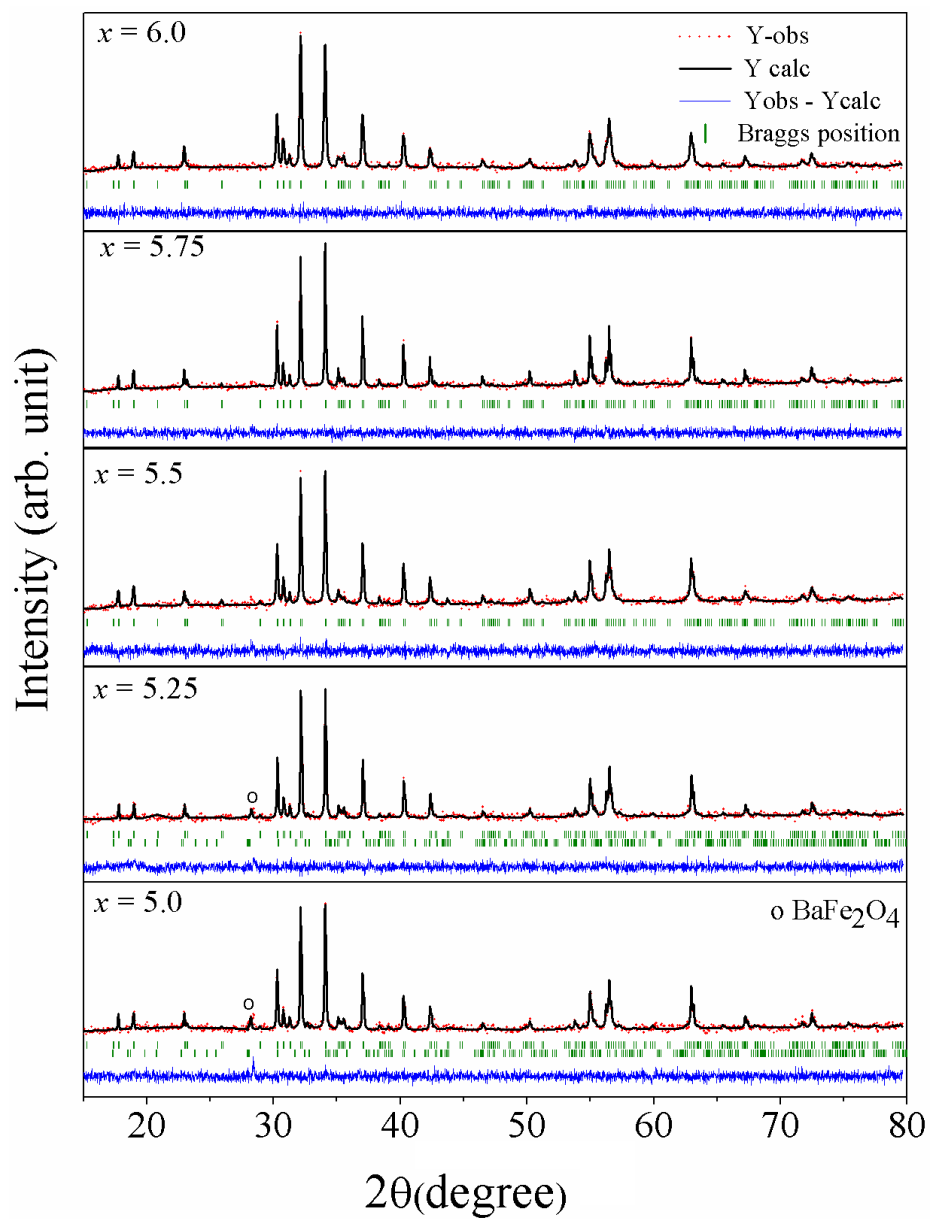 x = 6.0
Y-obs
Y calc
Yobs - Ycalc
Braggs position
x = 5.75
x = 5.5
x = 5.25
o
x = 5.0
o BaFe2O4
o
Intensity (arb. unit)
20 30 40 50 60 70 80
2θ(degree)